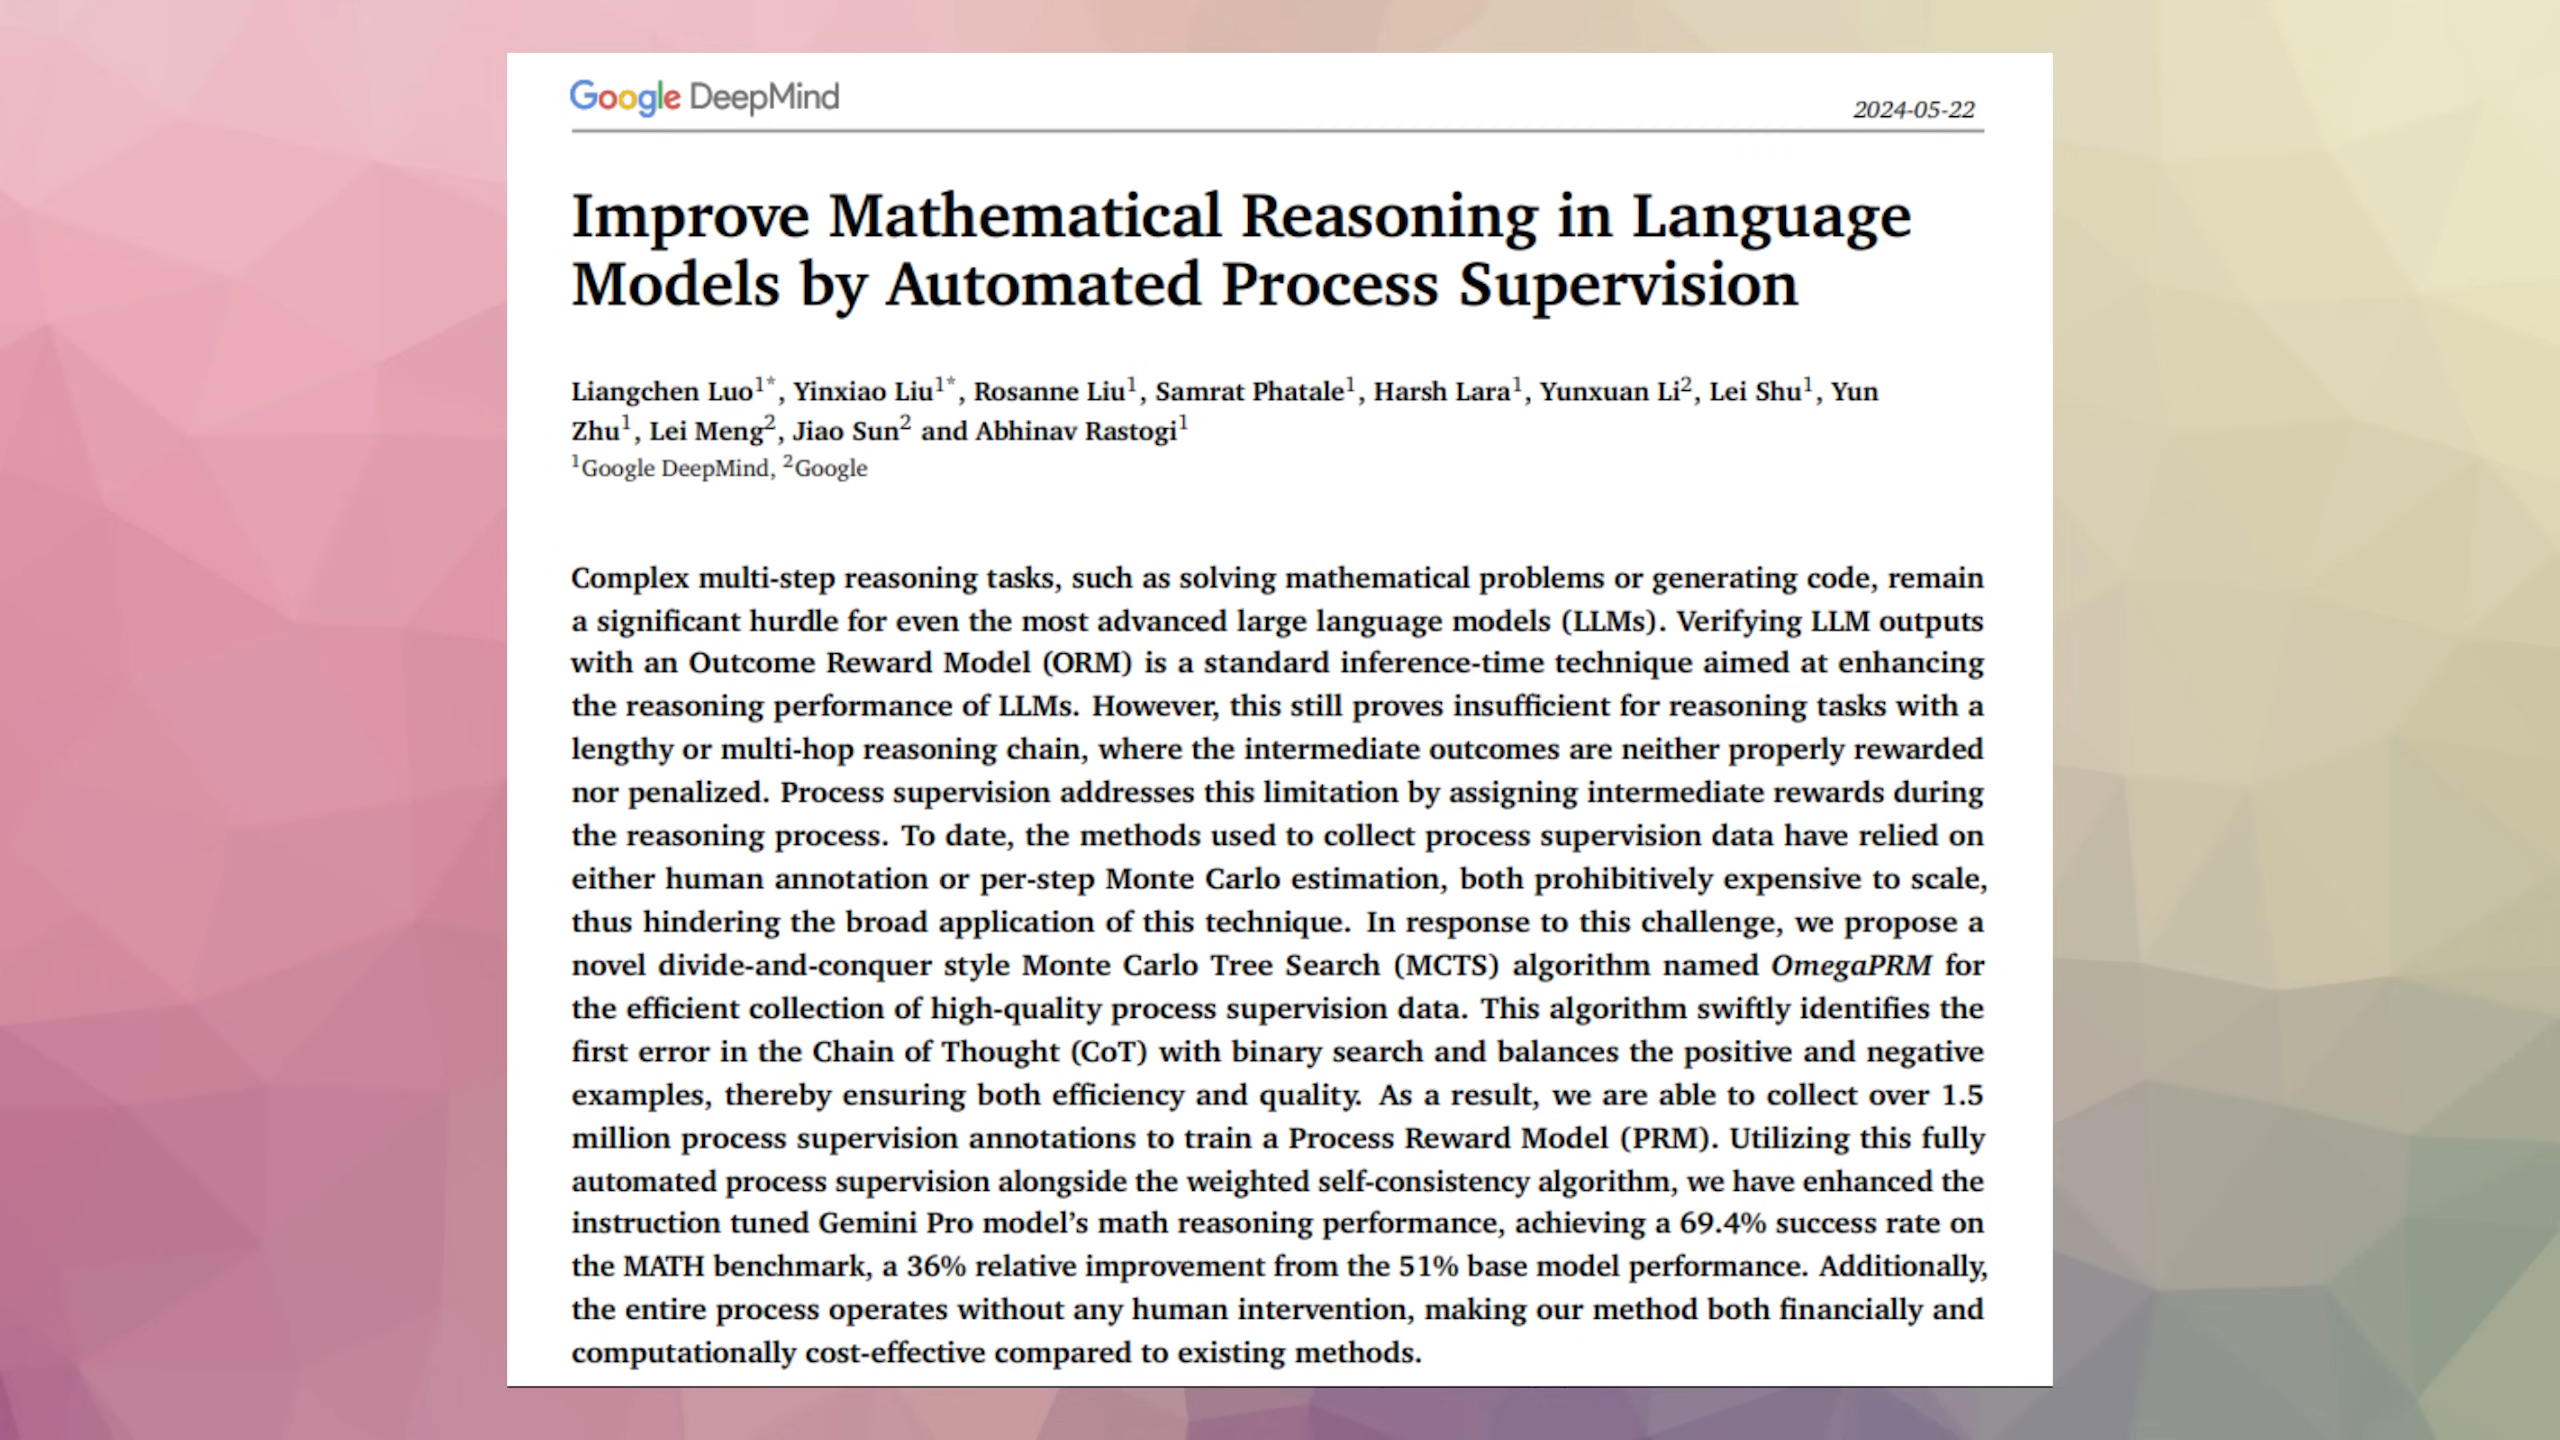 Google DeepMind
2024-05-22
Improve Mathematical Reasoning in Language
Models by Automated Process Supervision
Liangchen Luo1*, Yinxiao Liu1*, Rosanne Liu1, Samrat Phatale1, Harsh Lara1, Yunxuan Li2, Lei Shu1, Yun
Zhu1, Lei Meng2, Jiao Sun2 and Abhinav Rastogi1
1Google DeepMind, 2Google
Complex multi-step reasoning tasks, such as solving mathematical problems or generating code, remain
a significant hurdle for even the most advanced large language models (LLMs). Verifying LLM outputs
with an Outcome Reward Model (ORM) is a standard inference-time technique aimed at enhancing
the reasoning performance of LLMs. However, this still proves insufficient for reasoning tasks with a
lengthy or multi-hop reasoning chain, where the intermediate outcomes are neither properly rewarded
nor penalized. Process supervision addresses this limitation by assigning intermediate rewards during
the reasoning process. To date, the methods used to collect process supervision data have relied on
either human annotation or per-step Monte Carlo estimation, both prohibitively expensive to scale,
thus hindering the broad application of this technique. In response to this challenge, we propose a
novel divide-and-conquer style Monte Carlo Tree Search (MCTS) algorithm named OmegaPRM for
the efficient collection of high-quality process supervision data. This algorithm swiftly identifies the
first error in the Chain of Thought (CoT) with binary search and balances the positive and negative
examples, thereby ensuring both efficiency and quality. As a result, we are able to collect over 1.5
million process supervision annotations to train a Process Reward Model (PRM). Utilizing this fully
automated process supervision alongside the weighted self-consistency algorithm, we have enhanced the
instruction tuned Gemini Pro model's math reasoning performance, achieving a 69.4% success rate on
the MATH benchmark, a 36% relative improvement from the 51% base model performance. Additionally,
the entire process operates without any human intervention, making our method both financially and
computationally cost-effective compared to existing methods.